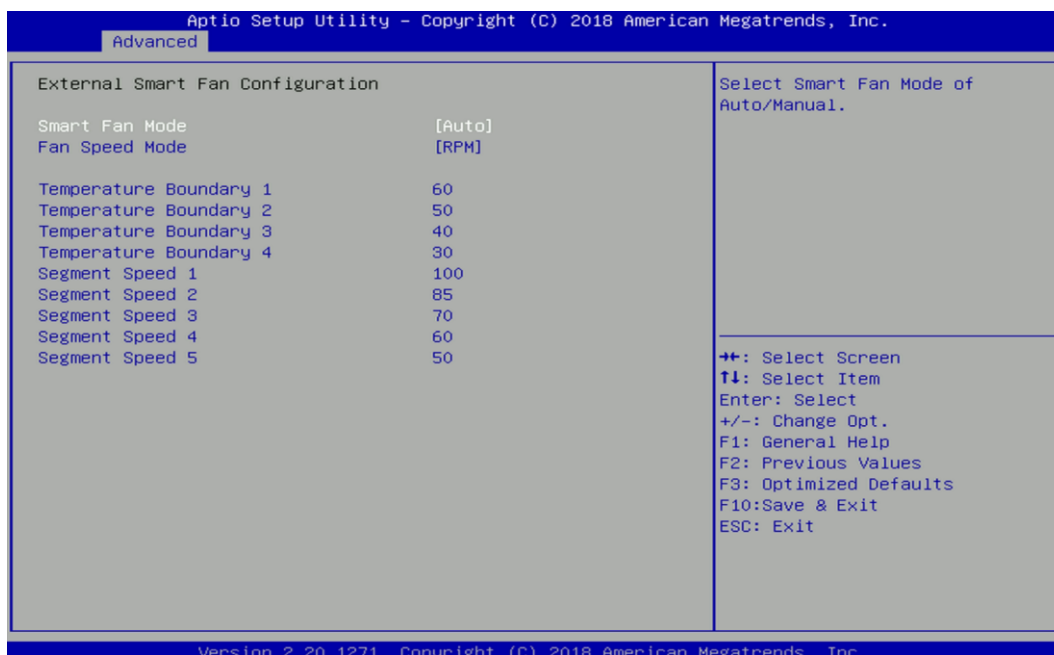 Aptio Setup Utility – Copyright (C) 2018 American Megatrends, Inc.
Advanced
External Smart Fan Configuration
Smart Fan Mode [Auto]
Fan Speed Mode [RPM]
Temperature Boundary 1 60
Temperature Boundary 2 50
Temperature Boundary 3 40
Temperature Boundary 4 30
Segment Speed 1 100
Segment Speed 2 85
Segment Speed 3 70
Segment Speed 4 60
Segment Speed 5 50
Select Smart Fan Mode of
Auto/Manual.
→←: Select Screen
↑↓: Select Item
Enter: Select
+/-: Change Opt.
F1: General Help
F2: Previous Values
F3: Optimized Defaults
F10:Save & Exit
ESC: Exit
Version 2.20.1271. Copyright (C) 2018 American Megatrends, Inc.